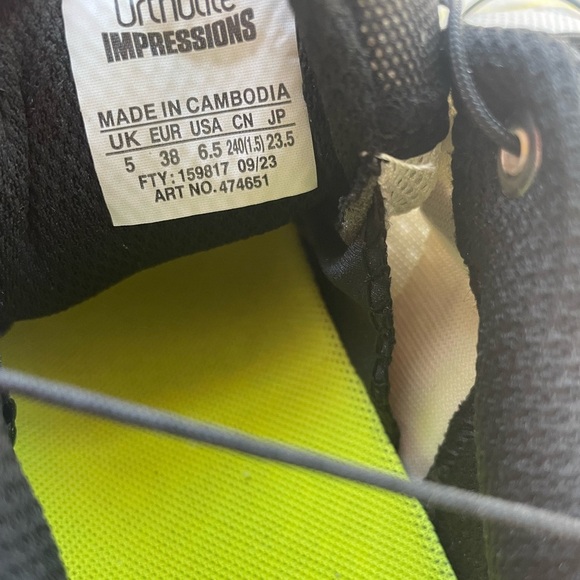 Ortholite
IMPRESSIONS
MADE IN CAMBODIA
UK EUR USA CN JP
5 38 6.5 240(1.5) 23.5
FTY: 159817 09/23
ART NO. 474651